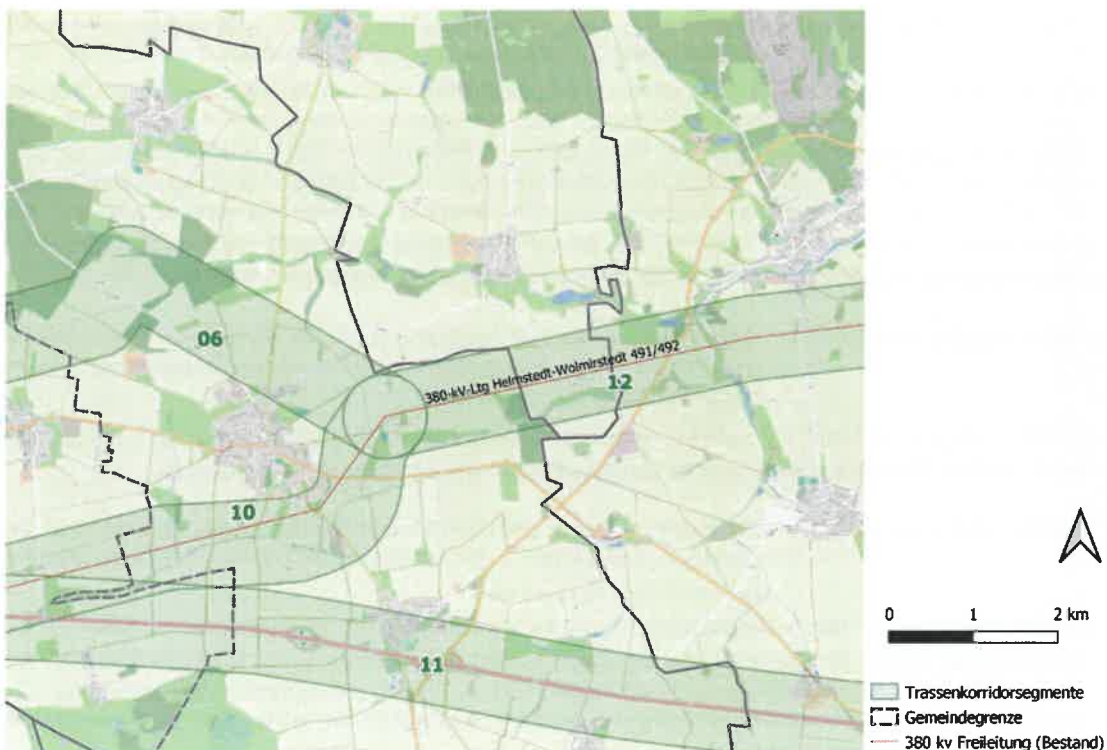 06
380-kV-Ltg Helmstedt-Wolmirstedt 491/492
12
10
11
0 1 2 km
Trassenkorridorsegmente
Gemeindegrenze
380 kv Freileitung (Bestand)